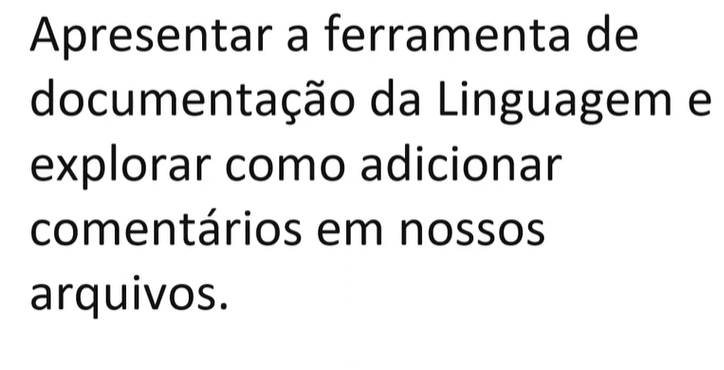 Apresentar a ferramenta de
documentação da Linguagem e
explorar como adicionar
comentários em nossos
arquivos.